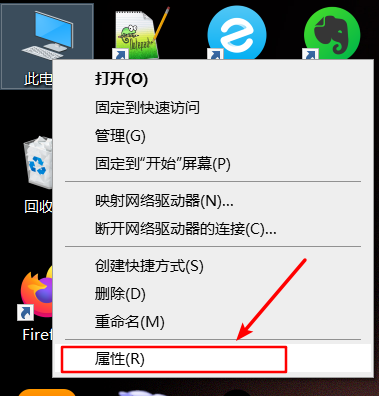 Notepad++
此电
打开(O)
固定到快速访问
管理(G)
固定到“开始”屏幕(P)
映射网络驱动器(N)...
断开网络驱动器的连接(C)...
创建快捷方式(S)
删除(D)
重命名(M)
属性(R)
回收
Firef